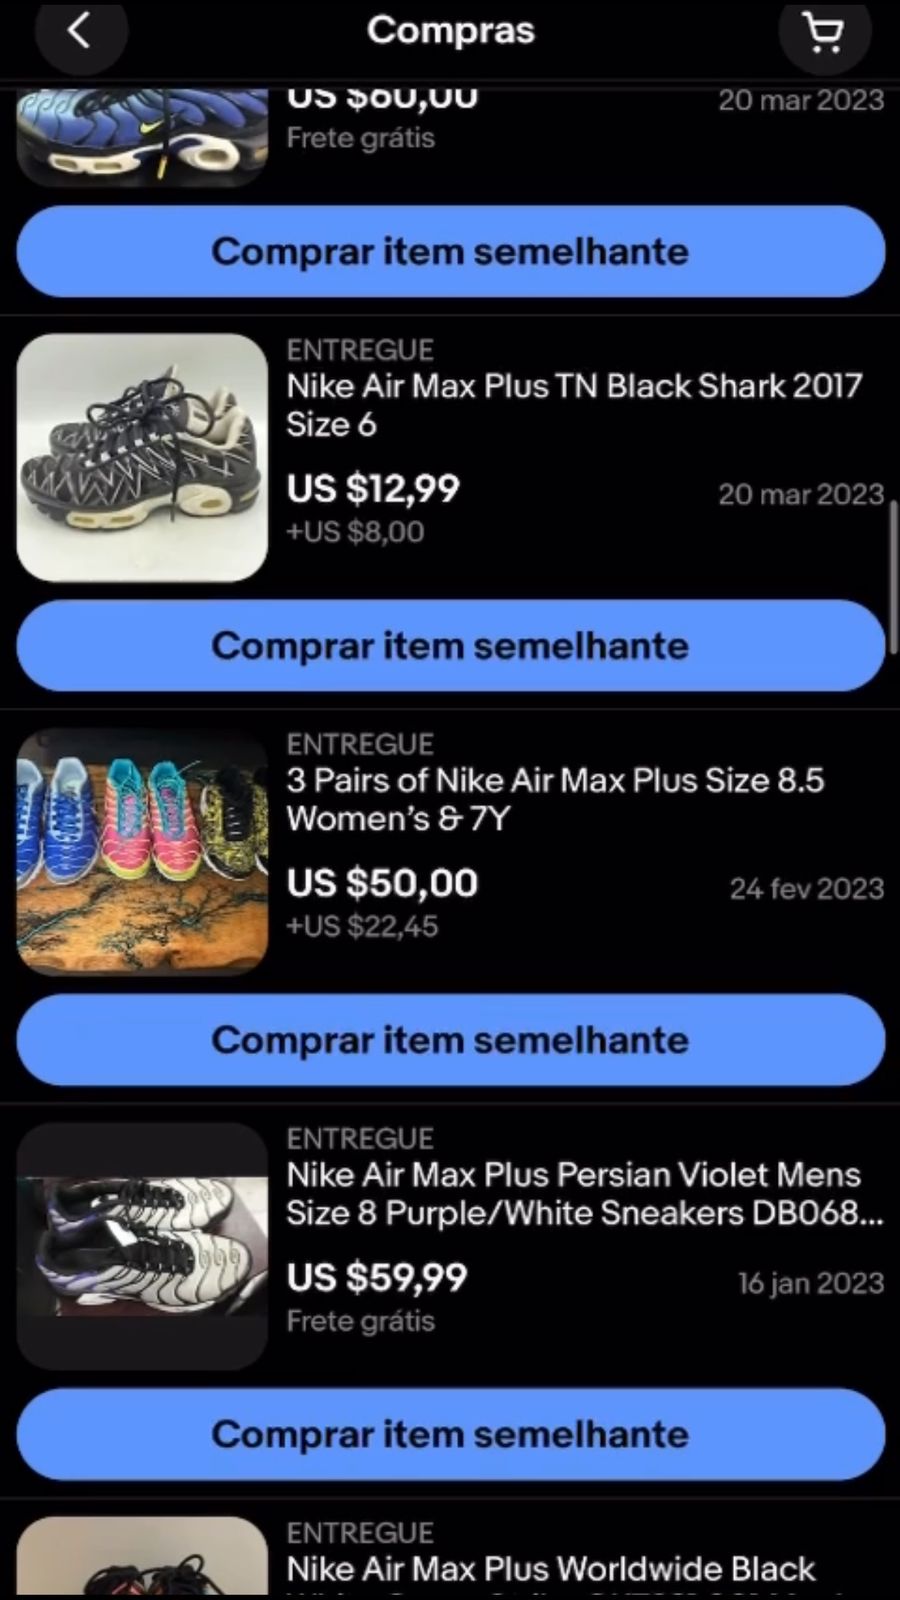 Compras
US $60,00
20 mar 2023
Frete grátis
Comprar item semelhante
ENTREGUE
Nike Air Max Plus TN Black Shark 2017
Size 6
US $12,99
20 mar 2023
+US $8,00
Comprar item semelhante
ENTREGUE
3 Pairs of Nike Air Max Plus Size 8.5
Women's & 7Y
US $50,00
24 fev 2023
+US $22,45
Comprar item semelhante
ENTREGUE
Nike Air Max Plus Persian Violet Mens
Size 8 Purple/White Sneakers DB068...
US $59,99
16 jan 2023
Frete grátis
Comprar item semelhante
ENTREGUE
Nike Air Max Plus Worldwide Black